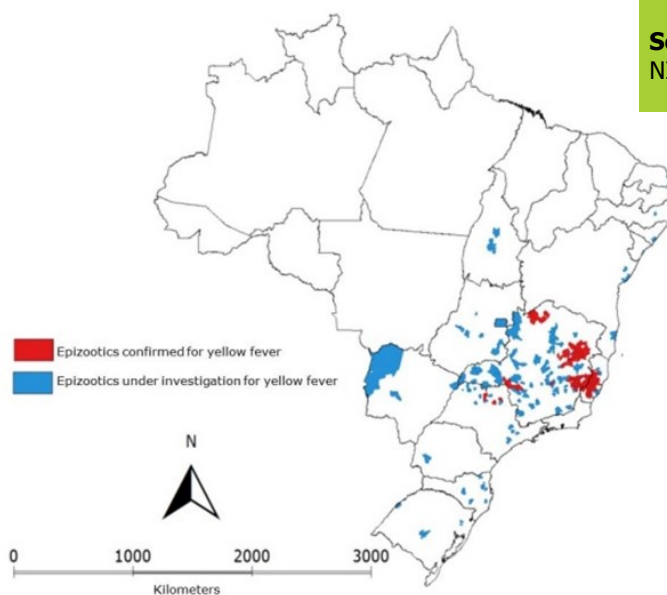 Epizootics confirmed for yellow fever
Epizootics under investigation for yellow fever
N
0 1000 2000 3000
Kilometers